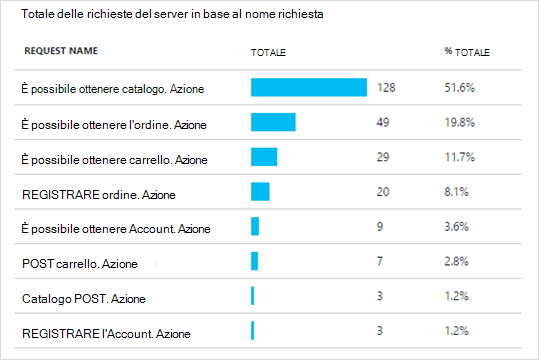 Totale delle richieste del server in base al nome richiesta
REQUEST NAME TOTALE % TOTALE
È possibile ottenere catalogo. Azione 128 51.6%
È possibile ottenere l'ordine. Azione 49 19.8%
È possibile ottenere carrello. Azione 29 11.7%
REGISTRARE ordine. Azione 20 8.1%
È possibile ottenere Account. Azione 9 3.6%
POST carrello. Azione 7 2.8%
Catalogo POST. Azione 3 1.2%
REGISTRARE l'Account. Azione 3 1.2%